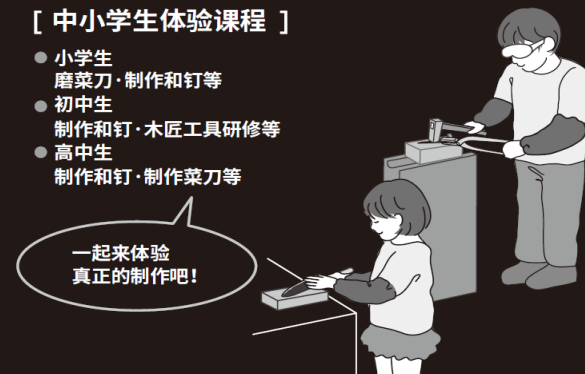 [ 中小学生体验课程 ]
● 小学生
磨菜刀·制作和钉等
● 初中生
制作和钉·木匠工具研修等
● 高中生
制作和钉·制作菜刀等
一起来体验
真正的制作吧！